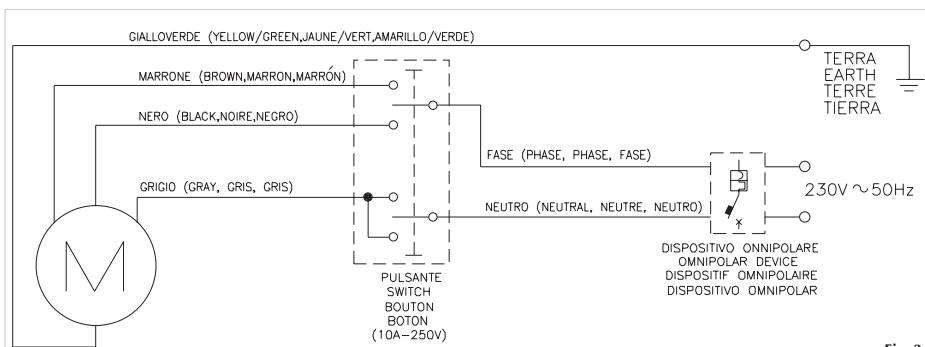 GIALLOVERDE (YELLOW/GREEN,JAUNE/VERT,AMARILLO/VERDE)
TERRA
EARTH
TERRE
TIERRA
MARRONE (BROWN,MARRON,MARRÓN)
NERO (BLACK,NOIRE,NEGRO)
FASE (PHASE, PHASE, FASE)
GRIGIO (GRAY, GRIS, GRIS)
230V ~ 50Hz
NEUTRO (NEUTRAL, NEUTRE, NEUTRO)
M
DISPOSITIVO ONNIPOLARE
OMNIPOLAR DEVICE
DISPOSITIF OMNIPOLAIRE
DISPOSITIVO OMNIPOLAR
PULSANTE
SWITCH
BOUTON
BOTON
(10A-250V)